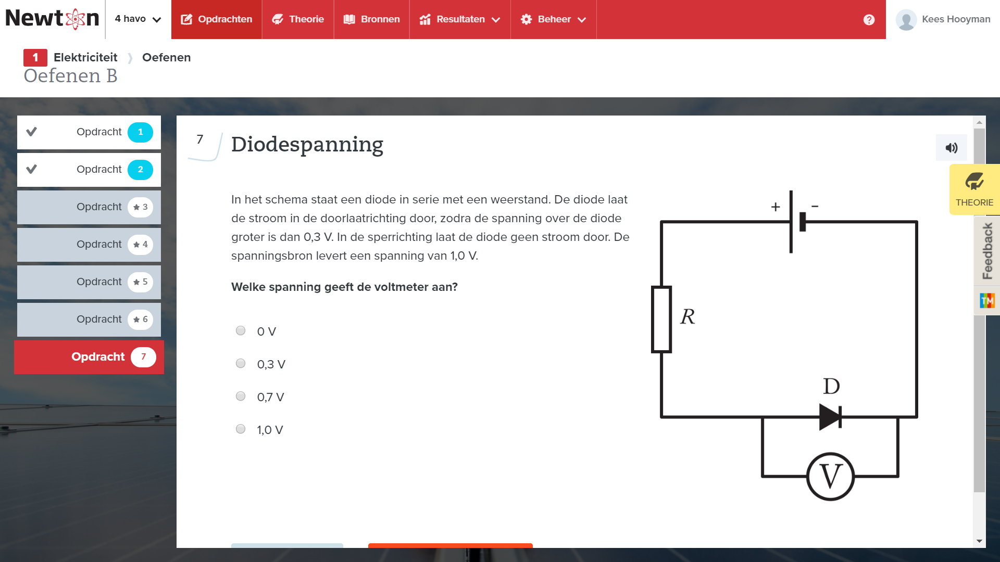 Newton
4 havo
Opdrachten
Theorie
Bronnen
Resultaten
Beheer
?
Kees Hooyman
1 Elektriciteit Oefenen
Oefenen B
Opdracht 1
Opdracht 2
Opdracht 3
Opdracht 4
Opdracht 5
Opdracht 6
Opdracht 7
7 Diodespanning
In het schema staat een diode in serie met een weerstand. De diode laat
de stroom in de doorlaatrichting door, zodra de spanning over de diode
groter is dan 0,3 V. In de sperrichting laat de diode geen stroom door. De
spanningsbron levert een spanning van 1,0 V.
Welke spanning geeft de voltmeter aan?
0 V
0,3 V
0,7 V
1,0 V
+ -
R
D
V
THEORIE
Feedback
TM